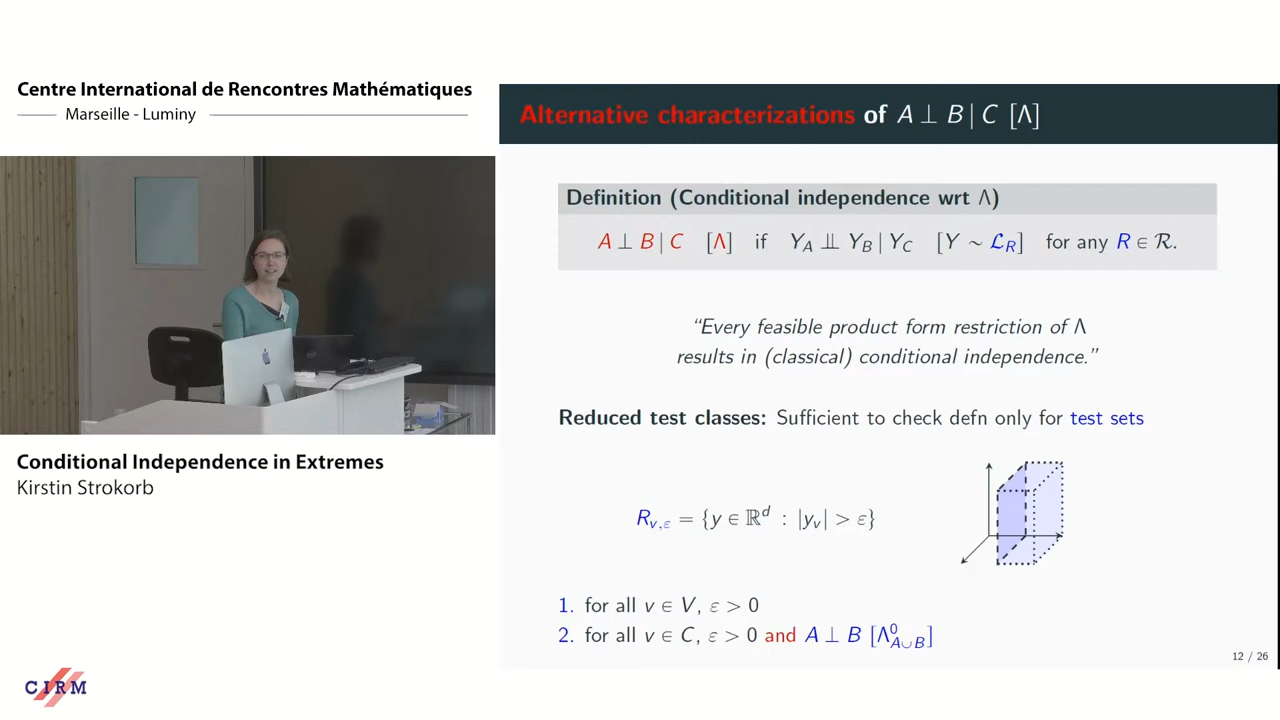 Centre International de Rencontres Mathématiques
Marseille - Luminy
Conditional Independence in Extremes
Kirstin Strokorb
CIRM
Alternative characterizations of A ⊥ B | C [Λ]
Definition (Conditional independence wrt Λ)
A ⊥ B | C [Λ] if Y_A ⫫ Y_B | Y_C [Y ∼ ℒ_R] for any R ∈ ℛ.
“Every feasible product form restriction of Λ
results in (classical) conditional independence.”
Reduced test classes: Sufficient to check defn only for test sets
R_{v,ε} = {y ∈ ℝ^d : |y_v| > ε}
1. for all v ∈ V, ε > 0
2. for all v ∈ C, ε > 0 and A ⊥ B [Λ^0_{A∪B}]
12 / 26